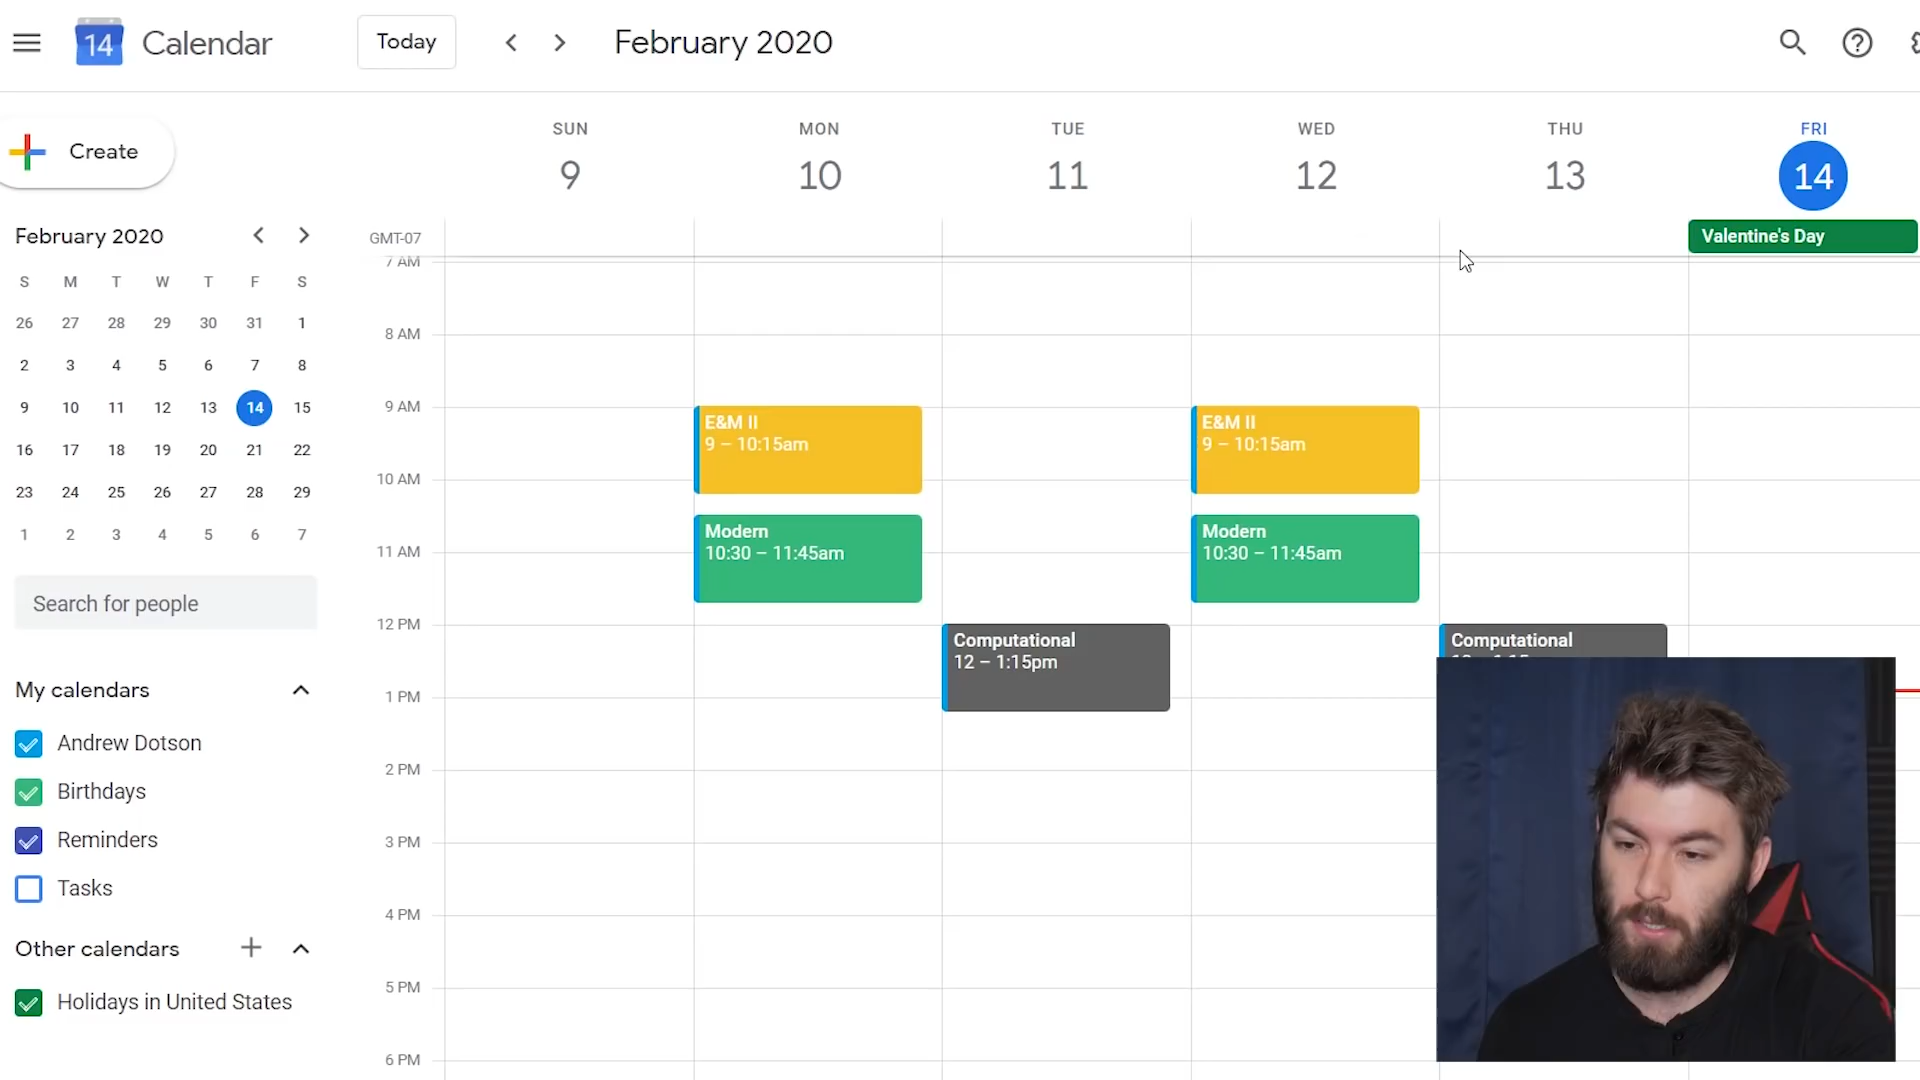 14 Calendar Today February 2020
Create
SUN MON TUE WED THU FRI
9 10 11 12 13 14
GMT-07 Valentine's Day
February 2020
S M T W T F S
26 27 28 29 30 31 1
2 3 4 5 6 7 8
9 10 11 12 13 14 15
16 17 18 19 20 21 22
23 24 25 26 27 28 29
1 2 3 4 5 6 7
Search for people
My calendars
Andrew Dotson
Birthdays
Reminders
Tasks
Other calendars
Holidays in United States
7 AM
8 AM
9 AM
10 AM
11 AM
12 PM
1 PM
2 PM
3 PM
4 PM
5 PM
6 PM
E&M II
9 – 10:15am
Modern
10:30 – 11:45am
Computational
12 – 1:15pm
E&M II
9 – 10:15am
Modern
10:30 – 11:45am
Computational